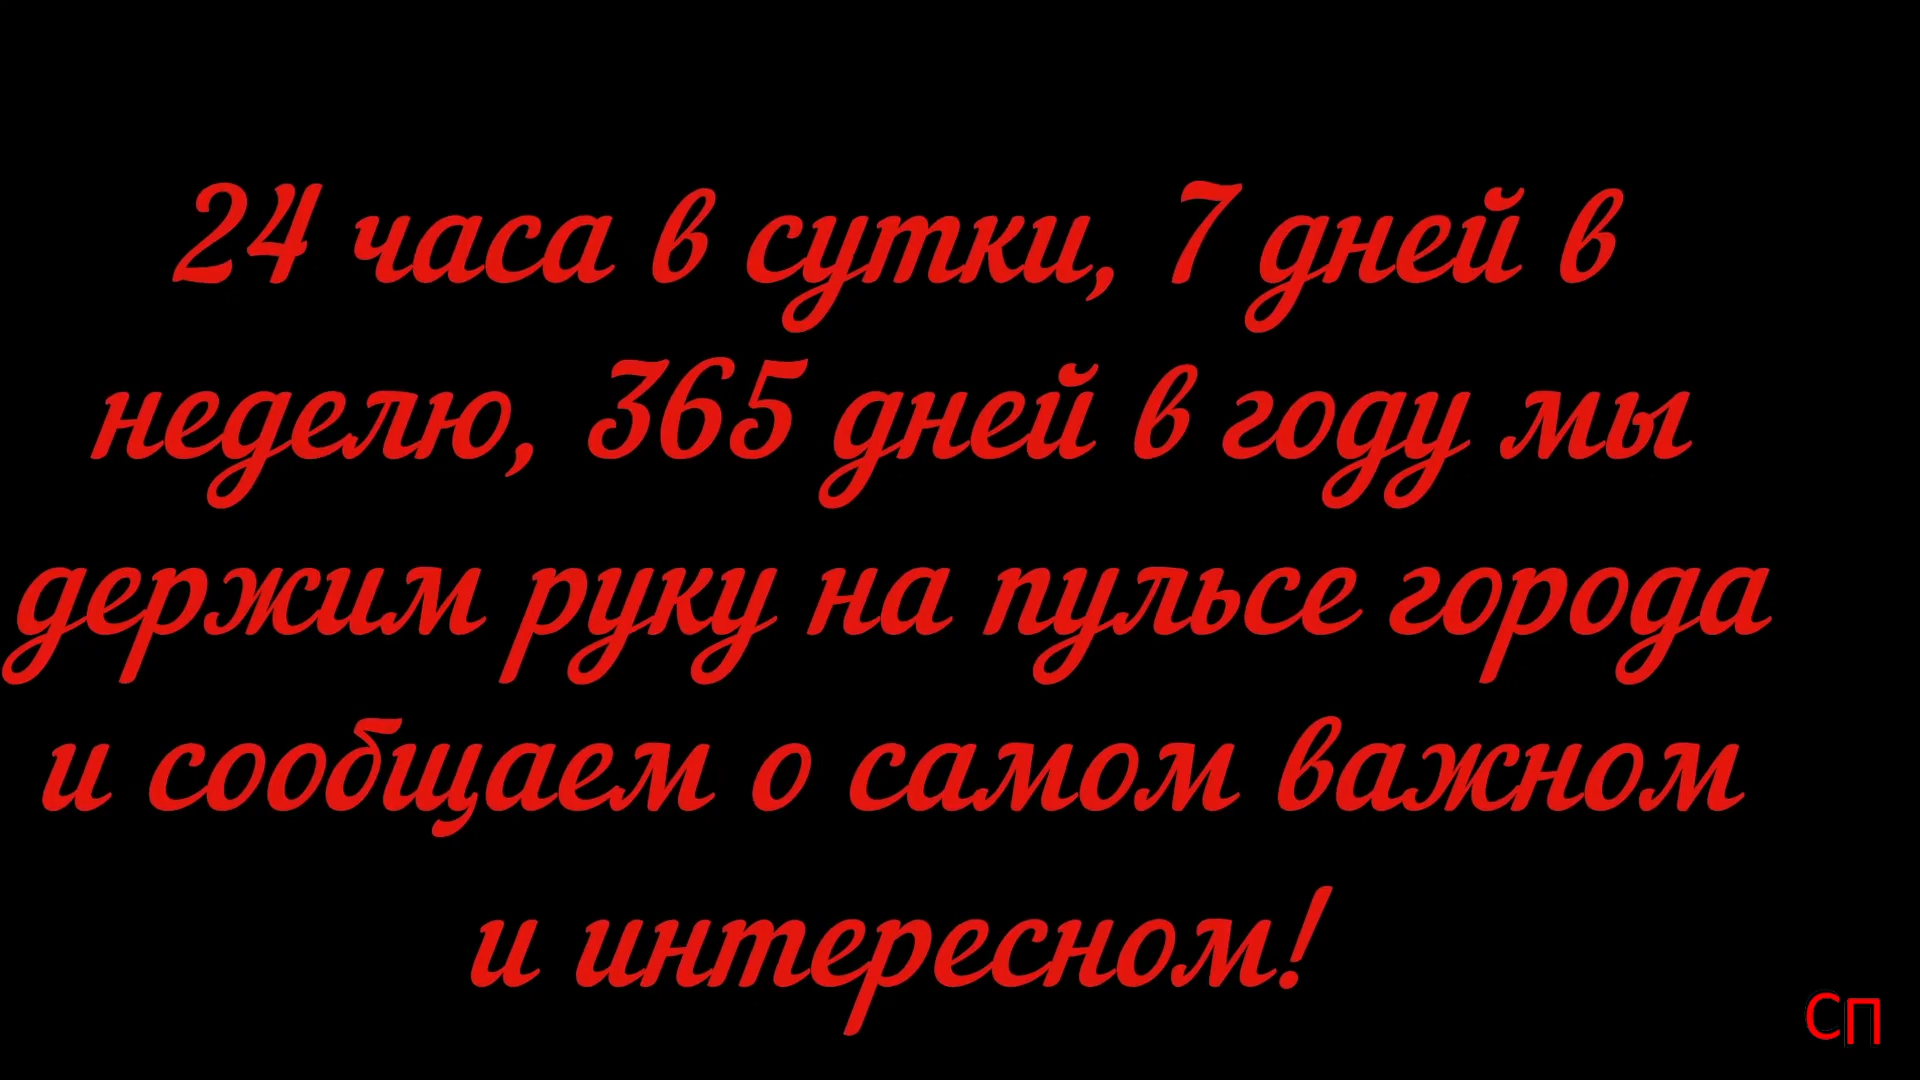 24 часа в сутки, 7 дней в
неделю, 365 дней в году мы
держим руку на пульсе города
и сообщаем о самом важном
и интересном!
СП